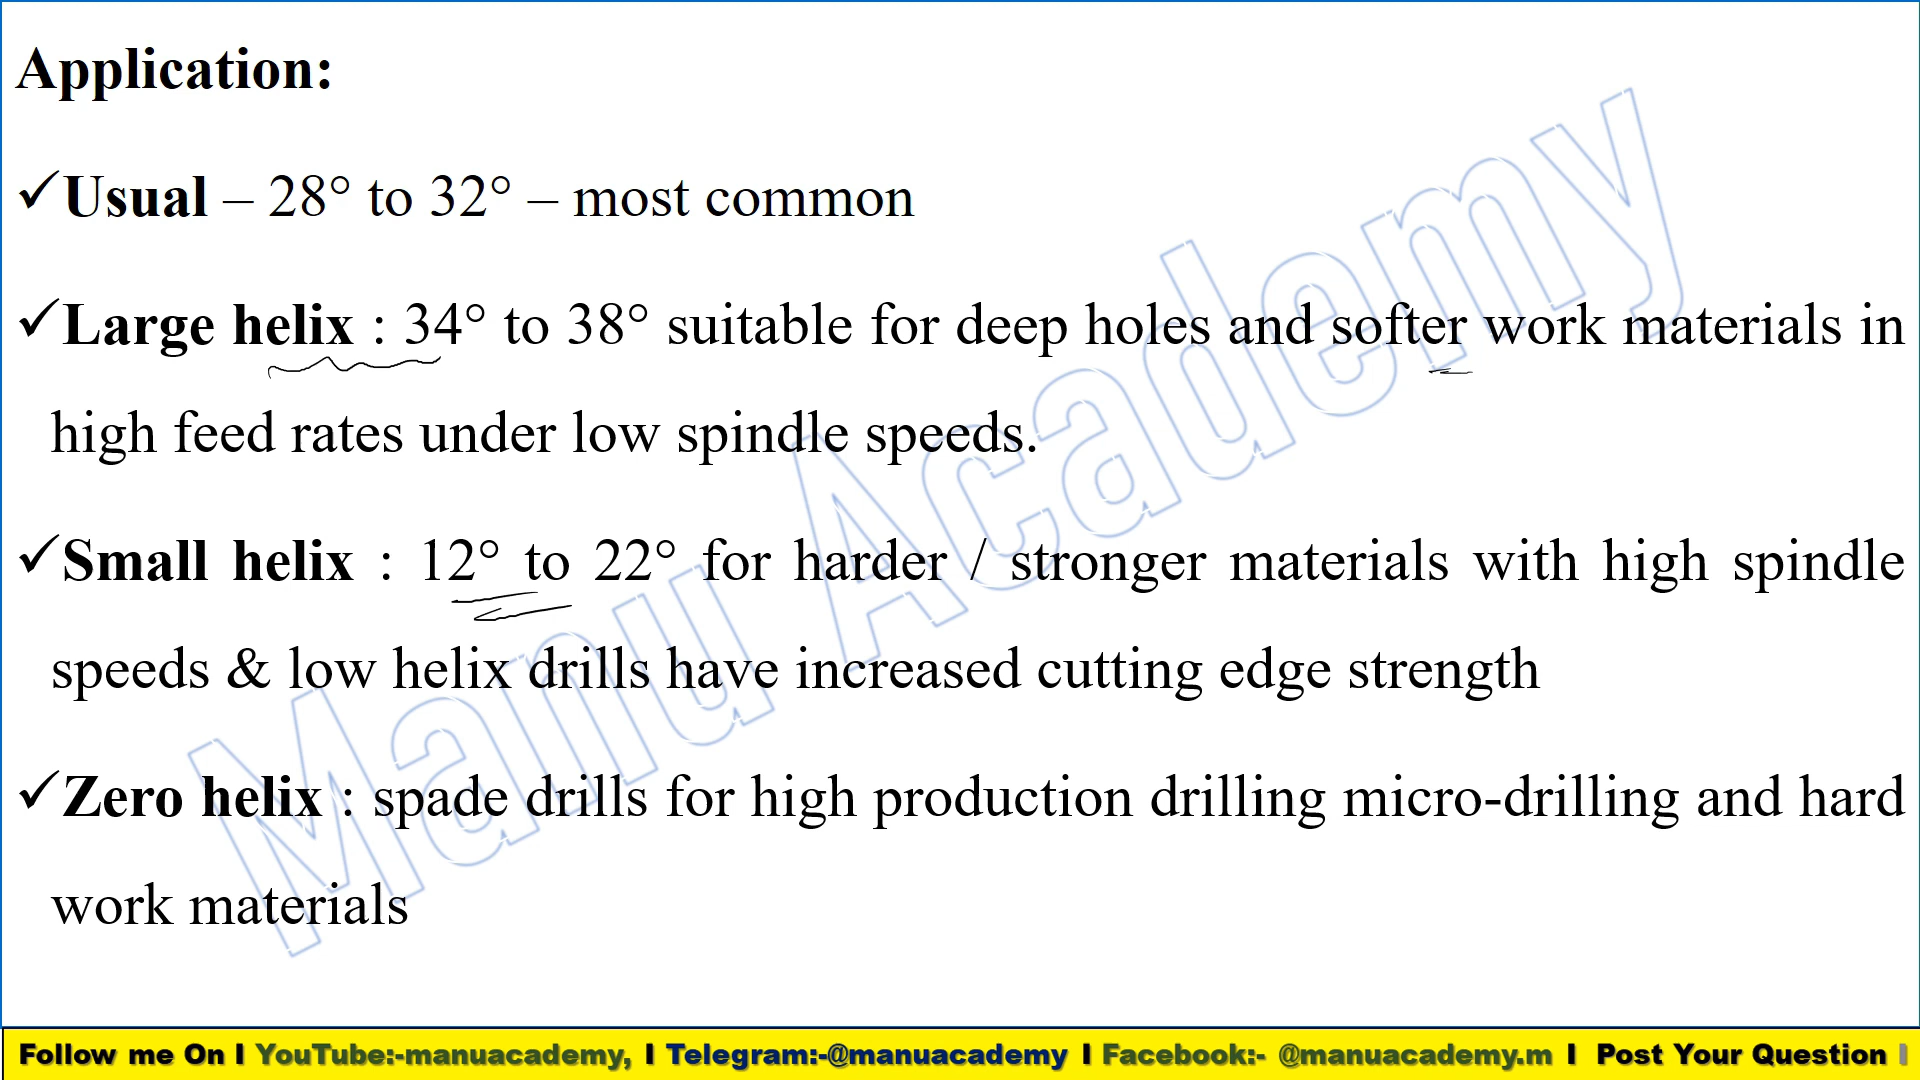 Application:
✓Usual – 28° to 32° – most common
✓Large helix : 34° to 38° suitable for deep holes and softer work materials in
high feed rates under low spindle speeds.
✓Small helix : 12° to 22° for harder / stronger materials with high spindle
speeds & low helix drills have increased cutting edge strength
✓Zero helix : spade drills for high production drilling micro-drilling and hard
work materials
Manu Academy
Follow me On I YouTube:-manuacademy, I Telegram:-@manuacademy I Facebook:- @manuacademy.m I Post Your Question I